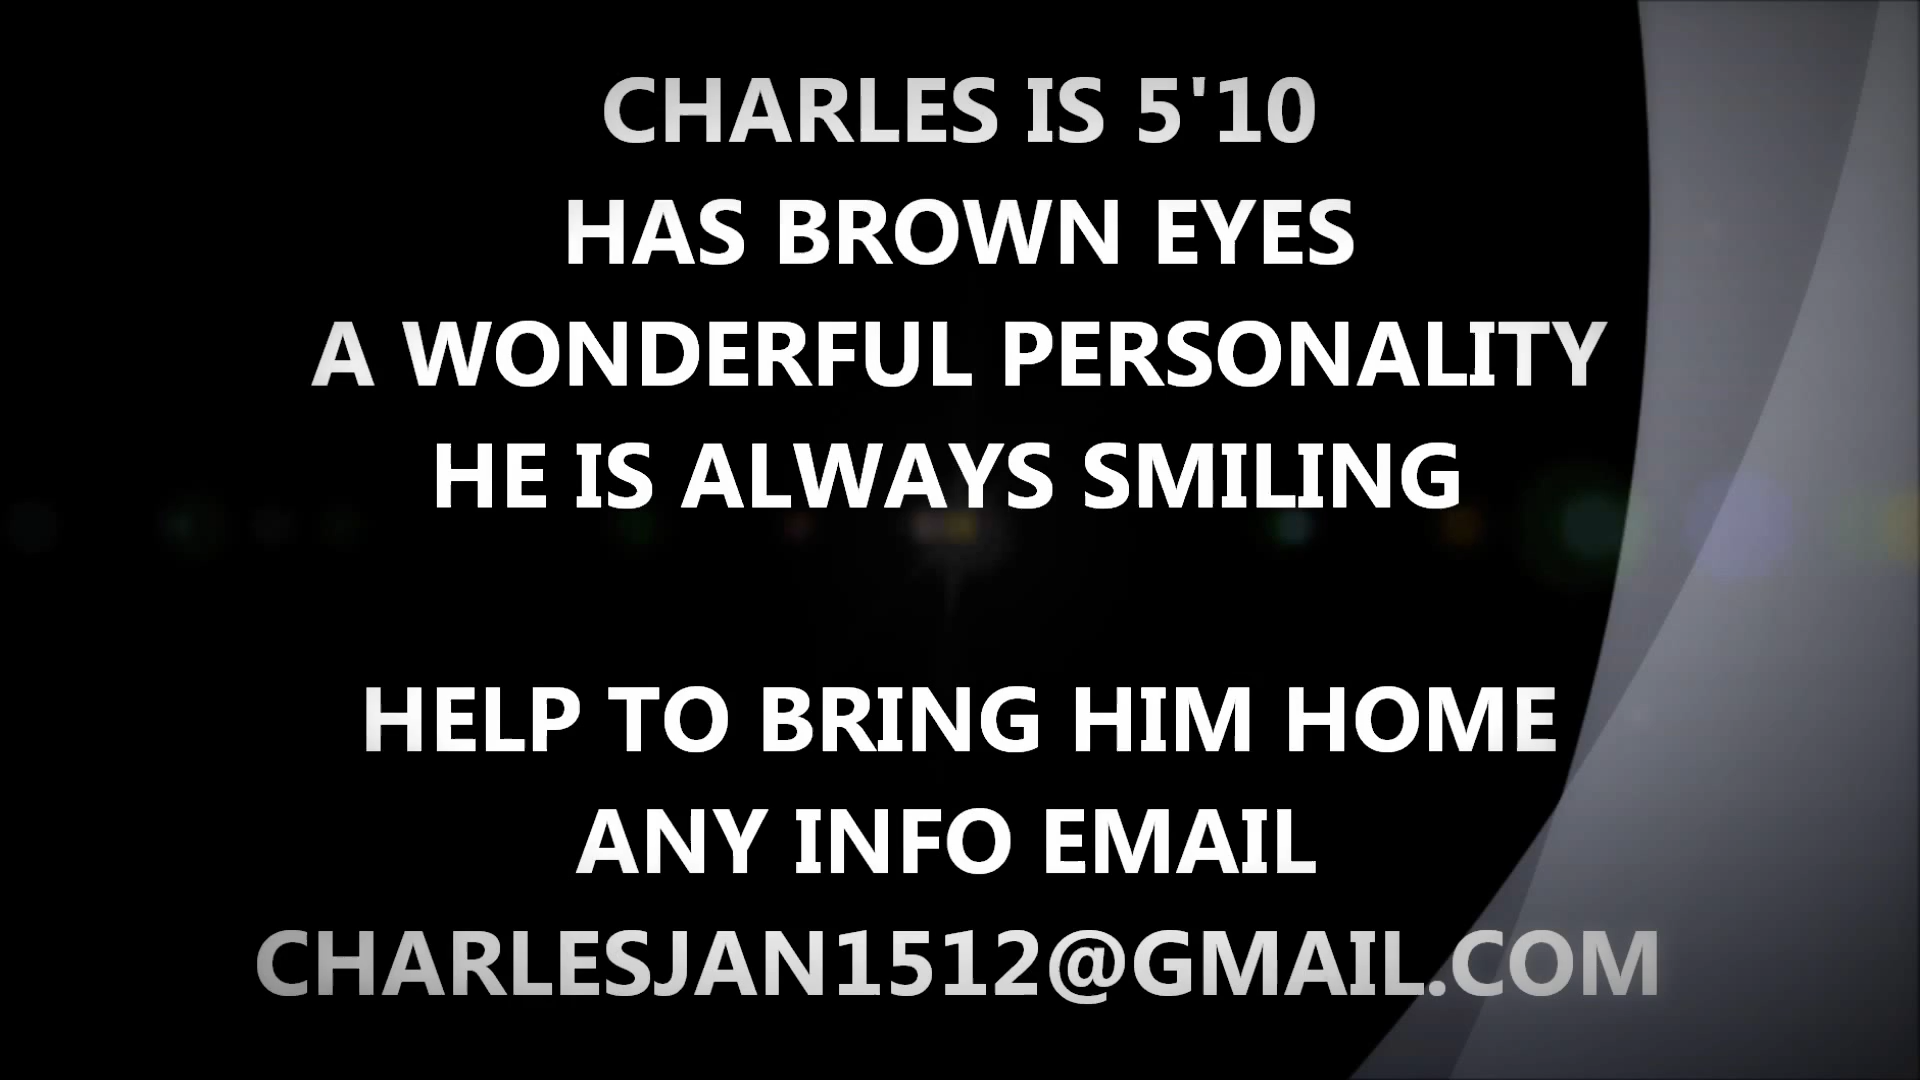 CHARLES IS 5'10
HAS BROWN EYES
A WONDERFUL PERSONALITY
HE IS ALWAYS SMILING
HELP TO BRING HIM HOME
ANY INFO EMAIL
CHARLESJAN1512@GMAIL.COM